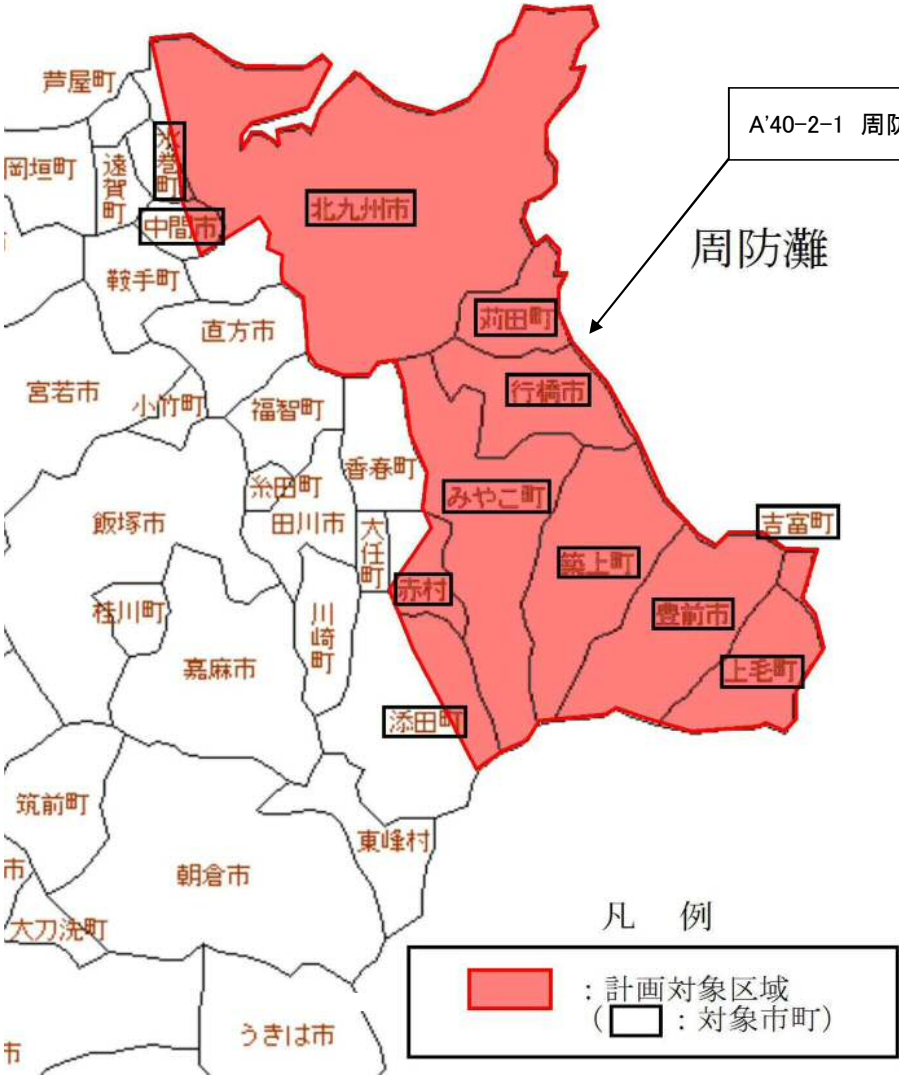 芦屋町
水巻町
A'40-2-1 周防
岡垣町
遠賀町
北九州市
中間市
周防灘
鞍手町
苅田町
直方市
行橋市
宮若市
小竹町
福智町
香春町
糸田町
みやこ町
飯塚市
田川市
大任町
吉富町
築上町
赤村
桂川町
川崎町
豊前市
嘉麻市
上毛町
添田町
筑前町
東峰村
市
朝倉市
大刀洗町
凡 例
:計画対象区域
( :対象市町)
うきは市
市